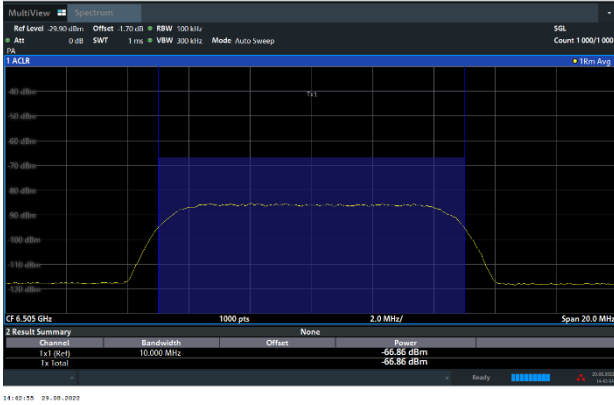 MultiView Spectrum
Ref Level -29.90 dBm Offset -1.70 dB RBW 100 kHz SGL
Att 0 dB SWT 1 ms VBW 300 kHz Mode Auto Sweep Count 1 000/1 000
PA
1 ACLR 1Rm Avg
Tx1
-40 dBm
-50 dBm
-60 dBm
-70 dBm
-80 dBm
-90 dBm
-100 dBm
-110 dBm
-120 dBm
CF 6.505 GHz 1000 pts 2.0 MHz/ Span 20.0 MHz
2 Result Summary None
Channel Bandwidth Offset Power
Tx1 (Ref) 10.000 MHz -66.86 dBm
Tx Total -66.86 dBm
Ready 29.08.2022
14:42:55 29.08.2022